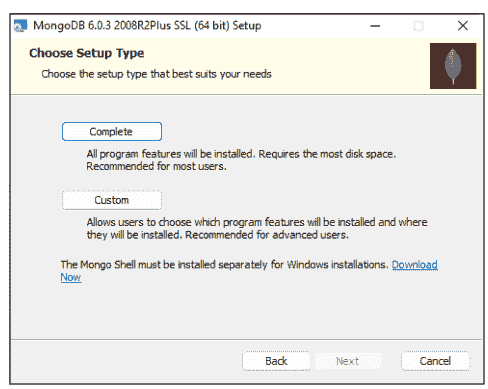 MongoDB 6.0.3 2008R2Plus SSL (64 bit) Setup
Choose Setup Type
Choose the setup type that best suits your needs
Complete
All program features will be installed. Requires the most disk space.
Recommended for most users.
Custom
Allows users to choose which program features will be installed and where
they will be installed. Recommended for advanced users.
The Mongo Shell must be installed separately for Windows installations. Download
Now
Back Next Cancel